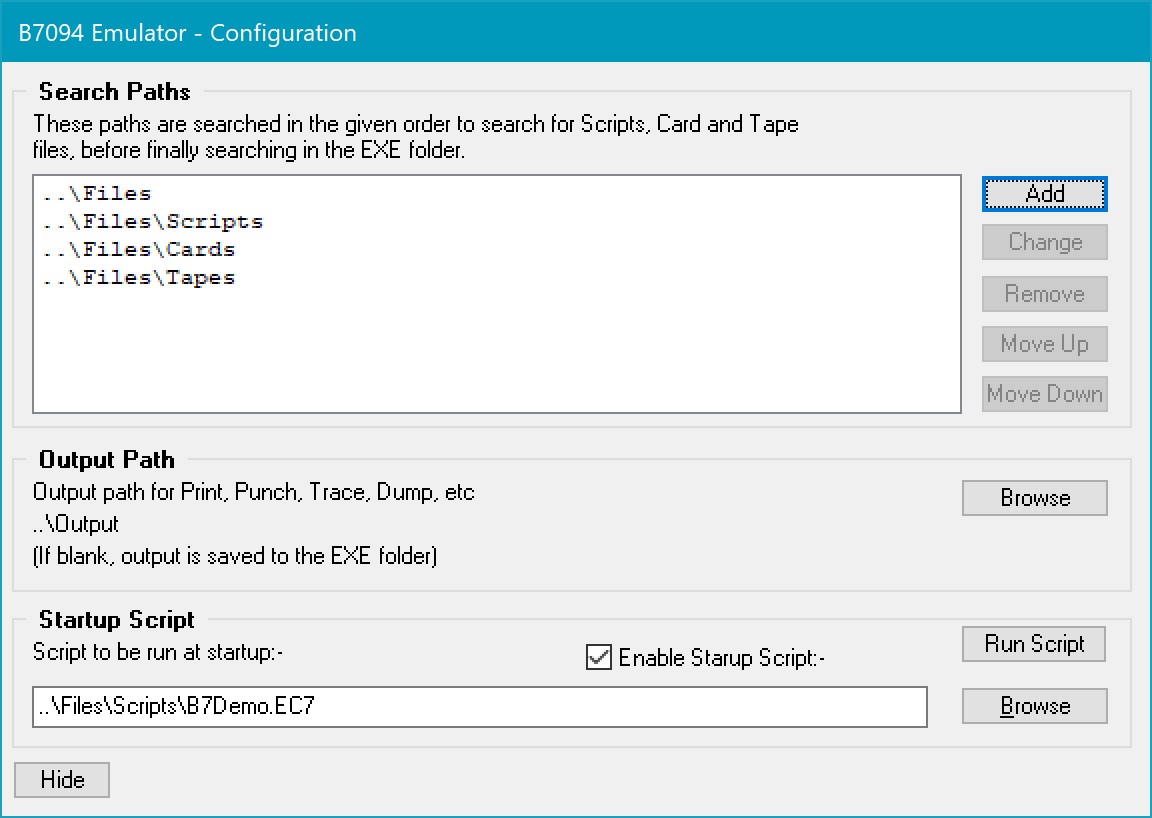 B7094 Emulator - Configuration
Search Paths
These paths are searched in the given order to search for Scripts, Card and Tape
files, before finally searching in the EXE folder.
..\Files
..\Files\Scripts
..\Files\Cards
..\Files\Tapes
Add
Change
Remove
Move Up
Move Down
Output Path
Output path for Print, Punch, Trace, Dump, etc
..\Output
(If blank, output is saved to the EXE folder)
Browse
Startup Script
Script to be run at startup:-
Enable Starup Script:-
Run Script
..\Files\Scripts\B7Demo.EC7
Browse
Hide